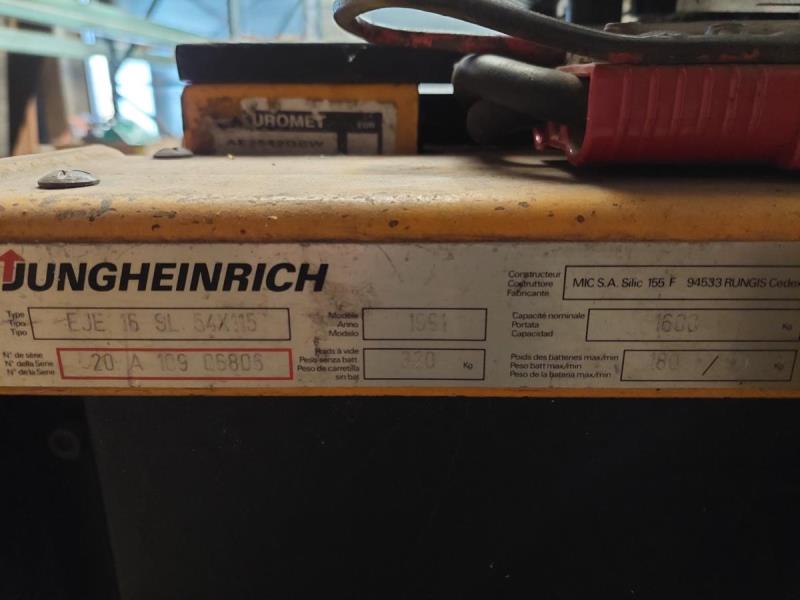 UROMET
JUNGHEINRICH
Constructeur
Costruttore
Fabricante
MIC S.A. Silic 155 F 94533 RUNGIS Cedex
Type
Tipo
Tipo
EJE 16 SL 54X115
Modèle
Anno
Modelo
1991
Capacité nominale
Portata
Capacidad
1600 Kg
N° de série
N° della Serie
N° de la Serie
20 A 109 06806
Poids à vide
Peso senza batt
Peso de carretilla
sin bat
320 Kg
Poids des batteries max/min
Peso batt max/min
Peso de la bateria max/min
180 / Kg